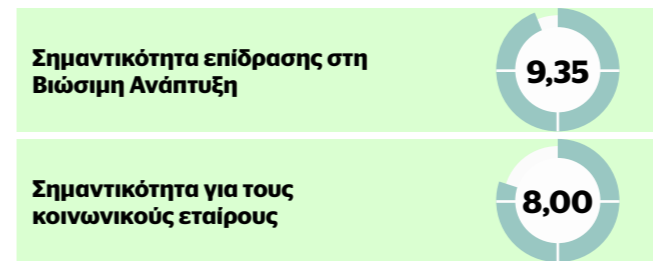 Σημαντικότητα επίδρασης στη
Βιώσιμη Ανάπτυξη
9,35
Σημαντικότητα για τους
κοινωνικούς εταίρους
8,00